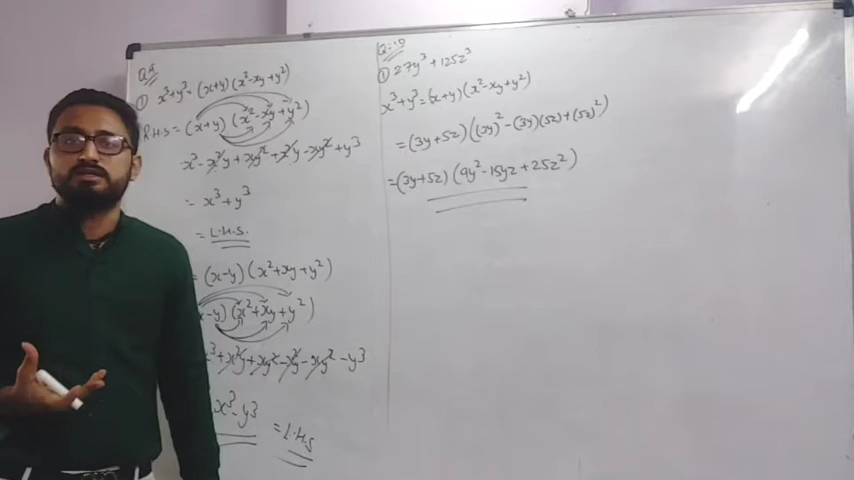 Q.9
① x³+y³= (x+y) (x²-xy+y²)
R.H.S = (x+y) (x²-xy+y²)
x³-x²y+xy²+x²y-xy²+y³
= x³+y³
= L.H.S.
= (x-y) (x²+xy+y²)
x-y) (x²+xy+y²)
x³+x²y+xy²-x²y-xy²-y³
x³-y³
= L.H.S
Q.:10
① 27y³ + 125z³
x³+y³=(x+y) (x²-xy+y²)
= (3y+5z) ((3y)²-(3y)(5z)+(5z)²)
= (3y+5z) (9y²-15yz+25z²)